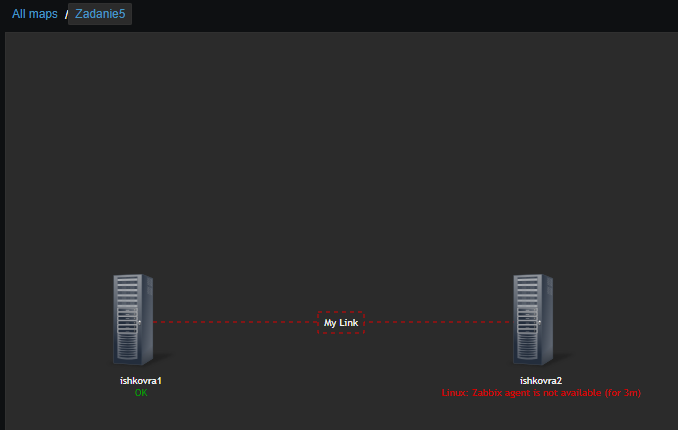 All maps / Zadanie5
My Link
ishkovra1
OK
ishkovra2
Linux: Zabbix agent is not available (for 3m)